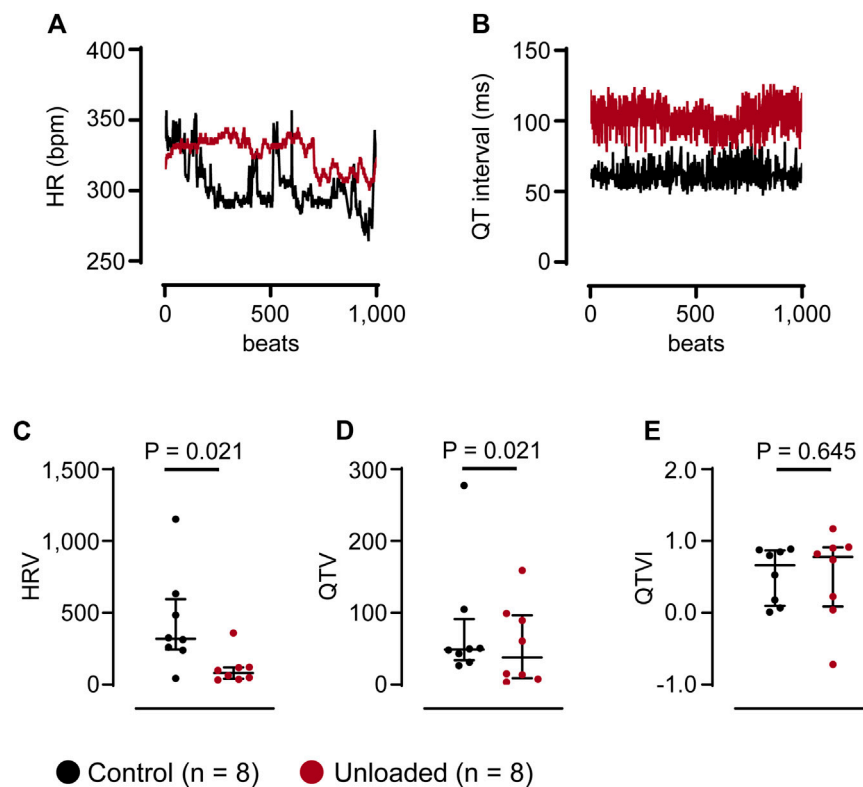 A
400
350
300
250
HR (bpm)
0 500 1,000
beats
B
150
100
50
0
QT interval (ms)
0 500 1,000
beats
C
P = 0.021
1,500
1,000
500
0
HRV
D
P = 0.021
300
200
100
0
QTV
E
P = 0.645
2.0
1.0
0.0
-1.0
QTVI
Control (n = 8) Unloaded (n = 8)